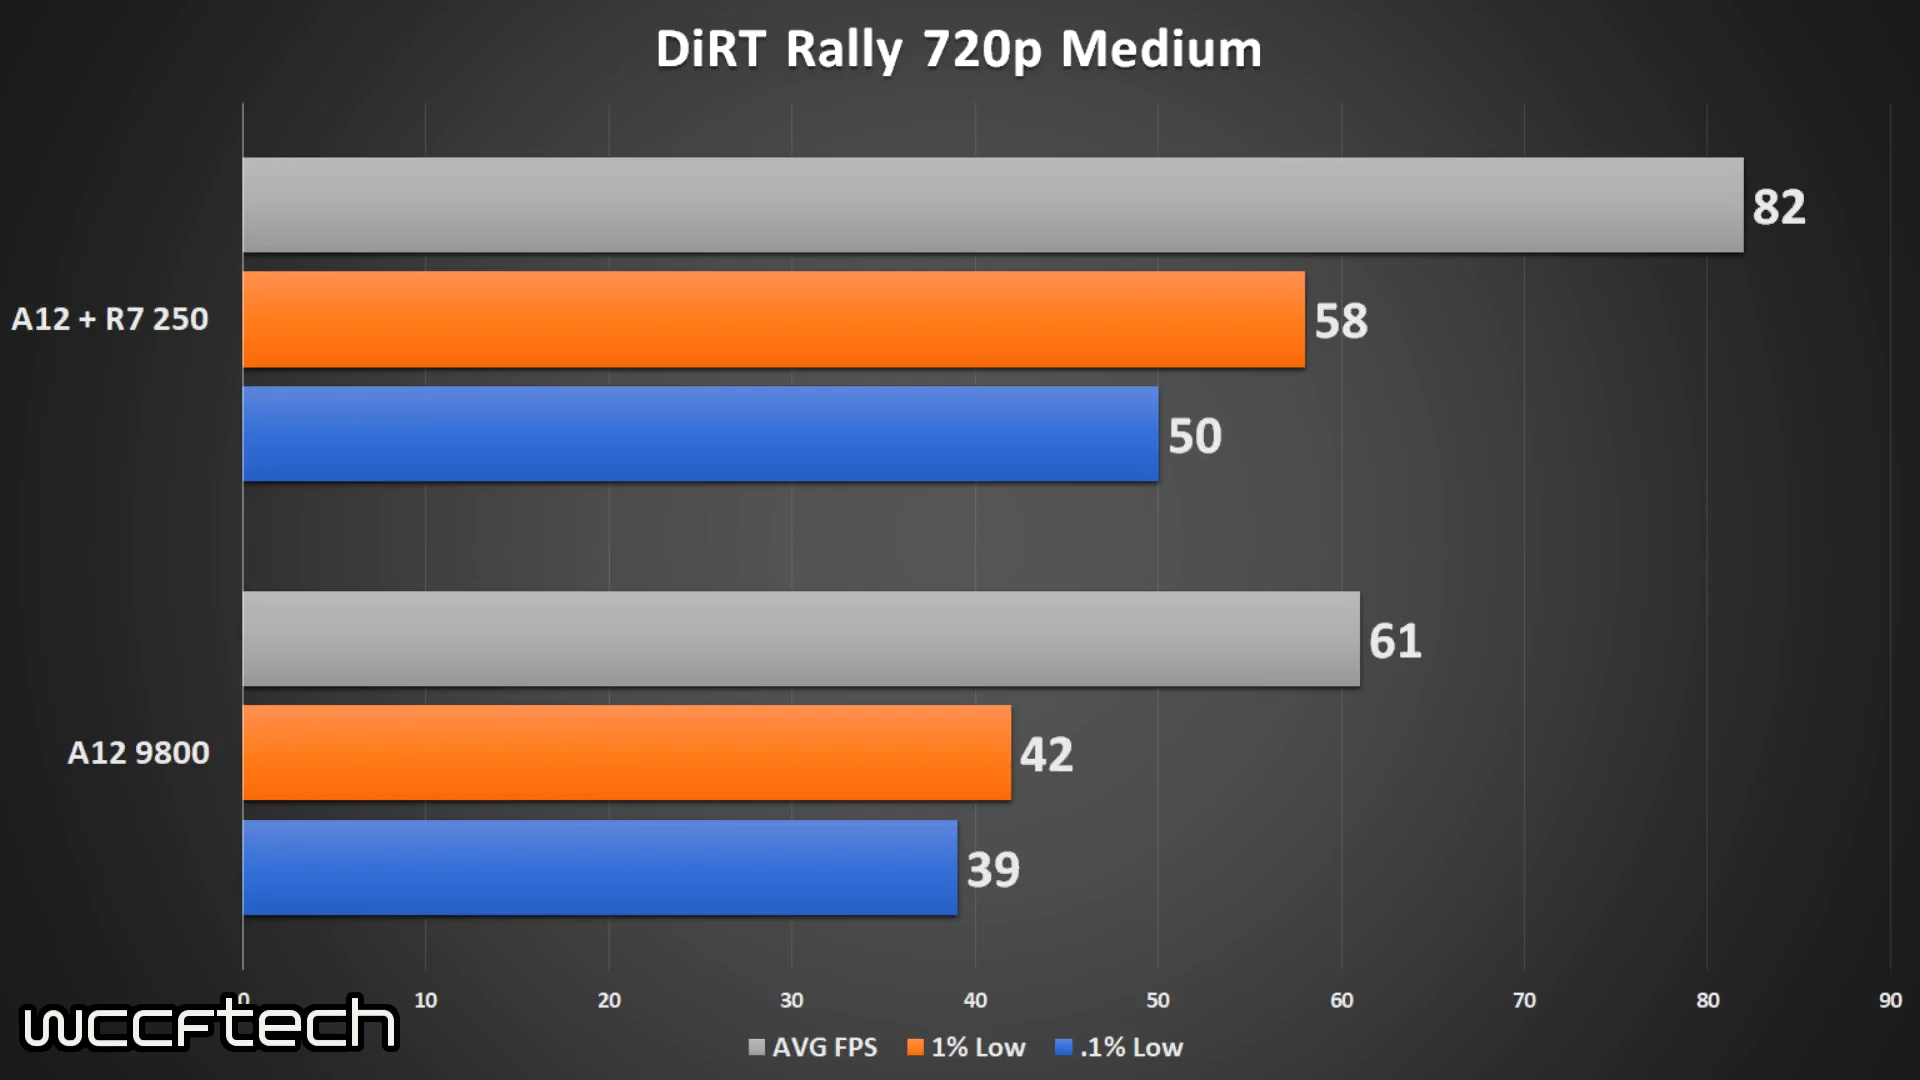 DiRT Rally 720p Medium
82
A12 + R7 250
58
50
61
A12 9800
42
39
0 10 20 30 40 50 60 70 80 90
wccftech
AVG FPS 1% Low .1% Low